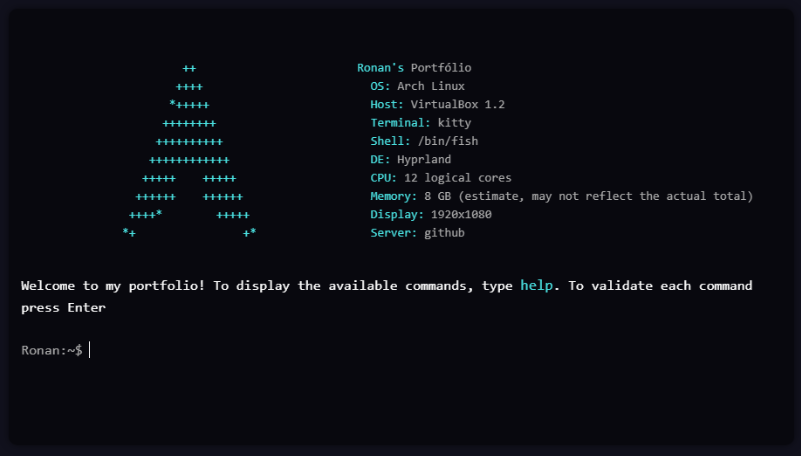 Ronan's Portfólio
OS: Arch Linux
Host: VirtualBox 1.2
Terminal: kitty
Shell: /bin/fish
DE: Hyprland
CPU: 12 logical cores
Memory: 8 GB (estimate, may not reflect the actual total)
Display: 1920x1080
Server: github
Welcome to my portfolio! To display the available commands, type help. To validate each command
press Enter
Ronan:~$